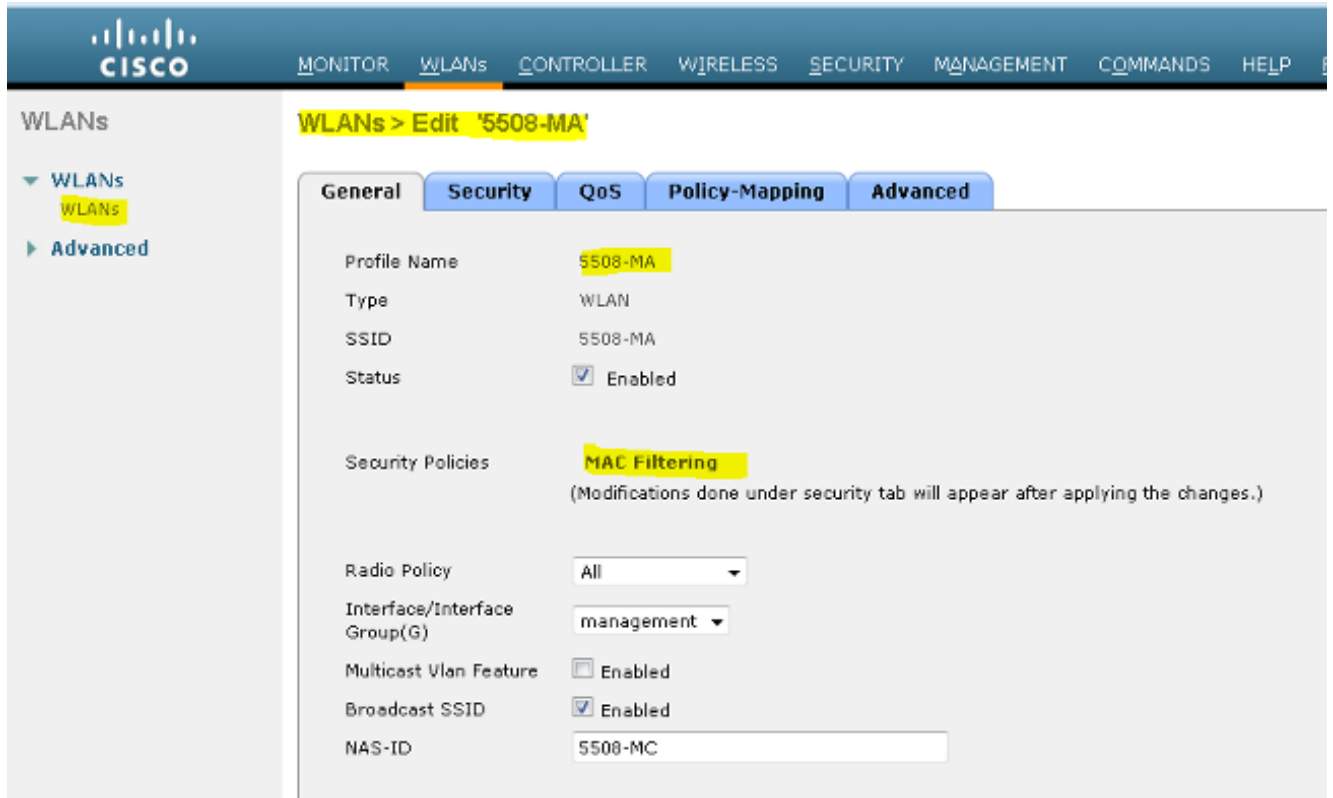 CISCO
MONITOR WLANs CONTROLLER WIRELESS SECURITY MANAGEMENT COMMANDS HELP
WLANs
WLANs
WLANs
Advanced
WLANs > Edit '5508-MA'
General Security QoS Policy-Mapping Advanced
Profile Name 5508-MA
Type WLAN
SSID 5508-MA
Status Enabled
Security Policies MAC Filtering
(Modifications done under security tab will appear after applying the changes.)
Radio Policy All
Interface/Interface
Group(G) management
Multicast Vlan Feature Enabled
Broadcast SSID Enabled
NAS-ID 5508-MC